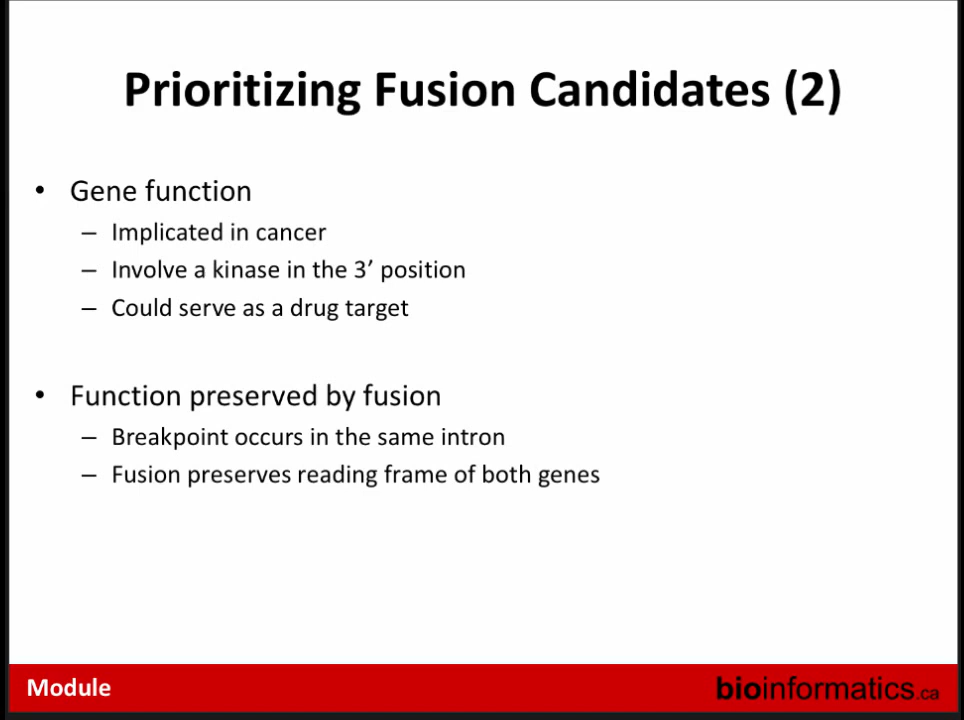 Prioritizing Fusion Candidates (2)
• Gene function
– Implicated in cancer
– Involve a kinase in the 3’ position
– Could serve as a drug target
• Function preserved by fusion
– Breakpoint occurs in the same intron
– Fusion preserves reading frame of both genes
Module
bioinformatics.ca